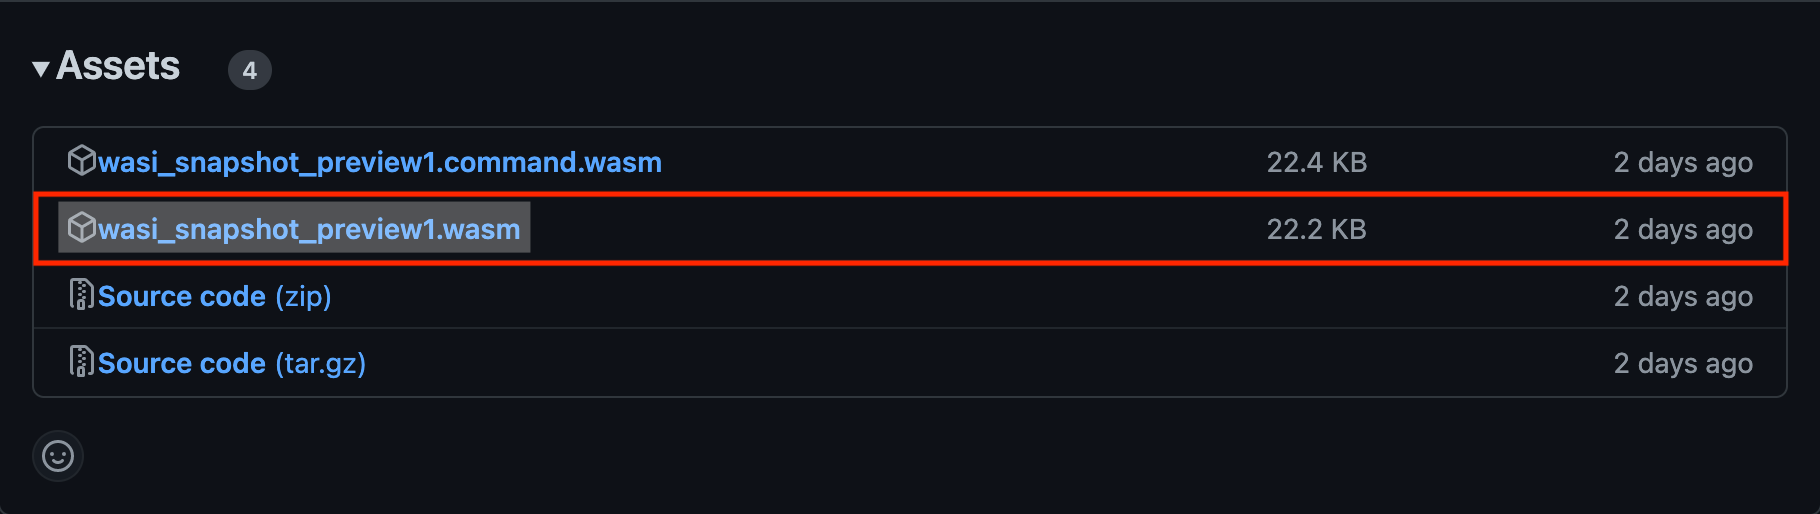 Assets 4
wasi_snapshot_preview1.command.wasm 22.4 KB 2 days ago
wasi_snapshot_preview1.wasm 22.2 KB 2 days ago
Source code (zip) 2 days ago
Source code (tar.gz) 2 days ago